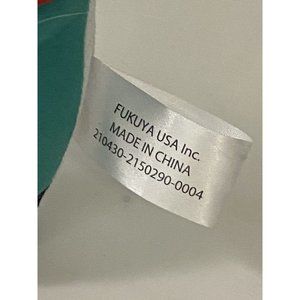 FUKUYA USA Inc.
MADE IN CHINA
210430-2150290-0004